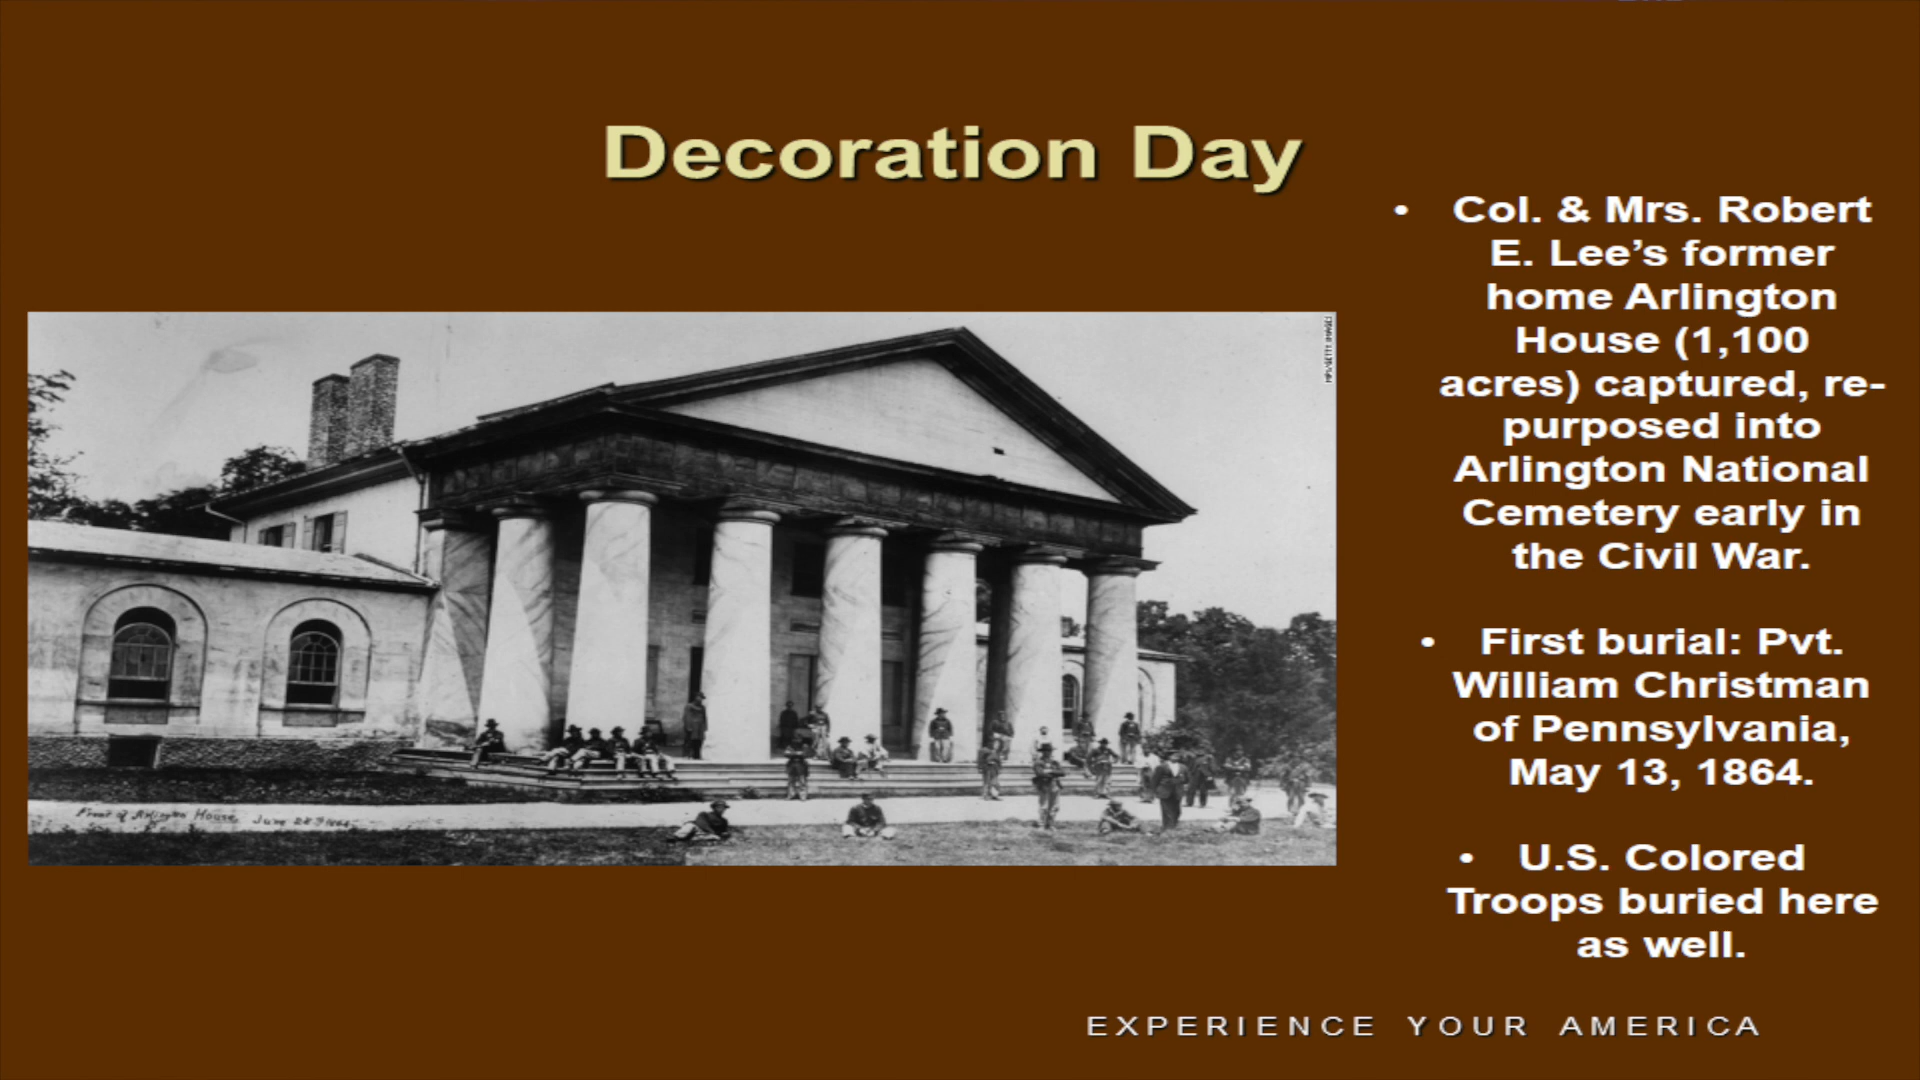 Decoration Day
• Col. & Mrs. Robert
E. Lee’s former
home Arlington
House (1,100
acres) captured, re-
purposed into
Arlington National
Cemetery early in
the Civil War.
• First burial: Pvt.
William Christman
of Pennsylvania,
May 13, 1864.
• U.S. Colored
Troops buried here
as well.
Front of Arlington House June 28
EXPERIENCE YOUR AMERICA